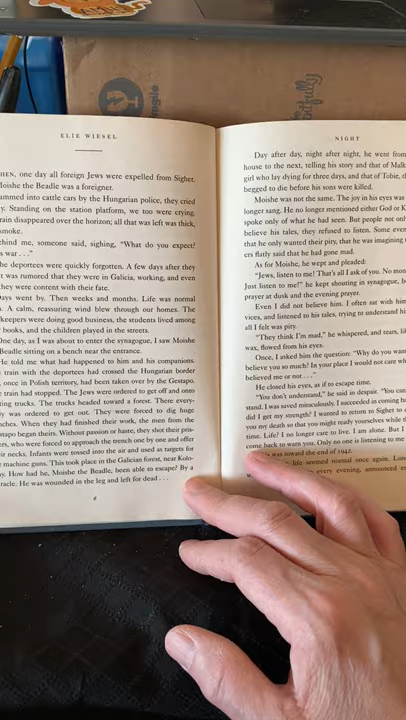 ELIE WIESEL
HEN, one day all foreign Jews were expelled from Sighet.
oishe the Beadle was a foreigner.
ammed into cattle cars by the Hungarian police, they cried
y. Standing on the station platform, we too were crying.
rain disappeared over the horizon; all that was left was thick,
smoke.
ehind me, someone said, sighing, "What do you expect?
s war . . ."
he deportees were quickly forgotten. A few days after they
it was rumored that they were in Galicia, working, and even
they were content with their fate.
ays went by. Then weeks and months. Life was normal
. A calm, reassuring wind blew through our homes. The
keepers were doing good business, the students lived among
books, and the children played in the streets.
One day, as I was about to enter the synagogue, I saw Moishe
Beadle sitting on a bench near the entrance.
He told me what had happened to him and his companions.
train with the deportees had crossed the Hungarian border
, once in Polish territory, had been taken over by the Gestapo.
e train had stopped. The Jews were ordered to get off and onto
ting trucks. The trucks headed toward a forest. There every-
dy was ordered to get out. They were forced to dig huge
nches. When they had finished their work, the men from the
stapo began theirs. Without passion or haste, they shot their pris-
ers, who were forced to approach the trench one by one and offer
eir necks. Infants were tossed into the air and used as targets for
e machine guns. This took place in the Galician forest, near Kolo-
ay. How had he, Moishe the Beadle, been able to escape? By a
racle. He was wounded in the leg and left for dead . . .
6
NIGHT
Day after day, night after night, he went from
house to the next, telling his story and that of Malk
girl who lay dying for three days, and that of Tobie, th
begged to die before his sons were killed.
Moishe was not the same. The joy in his eyes was
longer sang. He no longer mentioned either God or K
spoke only of what he had seen. But people not only
believe his tales, they refused to listen. Some even
that he only wanted their pity, that he was imagining t
ers flatly said that he had gone mad.
As for Moishe, he wept and pleaded:
"Jews, listen to me! That's all I ask of you. No mon
Just listen to me!" he kept shouting in synagogue, be
prayer at dusk and the evening prayer.
Even I did not believe him. I often sat with him
vices, and listened to his tales, trying to understand his
all I felt was pity.
"They think I'm mad," he whispered, and tears, lik
wax, flowed from his eyes.
Once, I asked him the question: "Why do you wan
believe you so much? In your place I would not care wh
believed me or not . . ."
He closed his eyes, as if to escape time.
"You don't understand," he said in despair. "You can
stand. I was saved miraculously. I succeeded in coming ba
did I get my strength? I wanted to return to Sighet to d
you my death so that you might ready yourselves while th
time. Life? I no longer care to live. I am alone. But I
come back to warn you. Only no one is listening to me
was toward the end of 1942.
life seemed normal once again. Lon
in every evening, announced